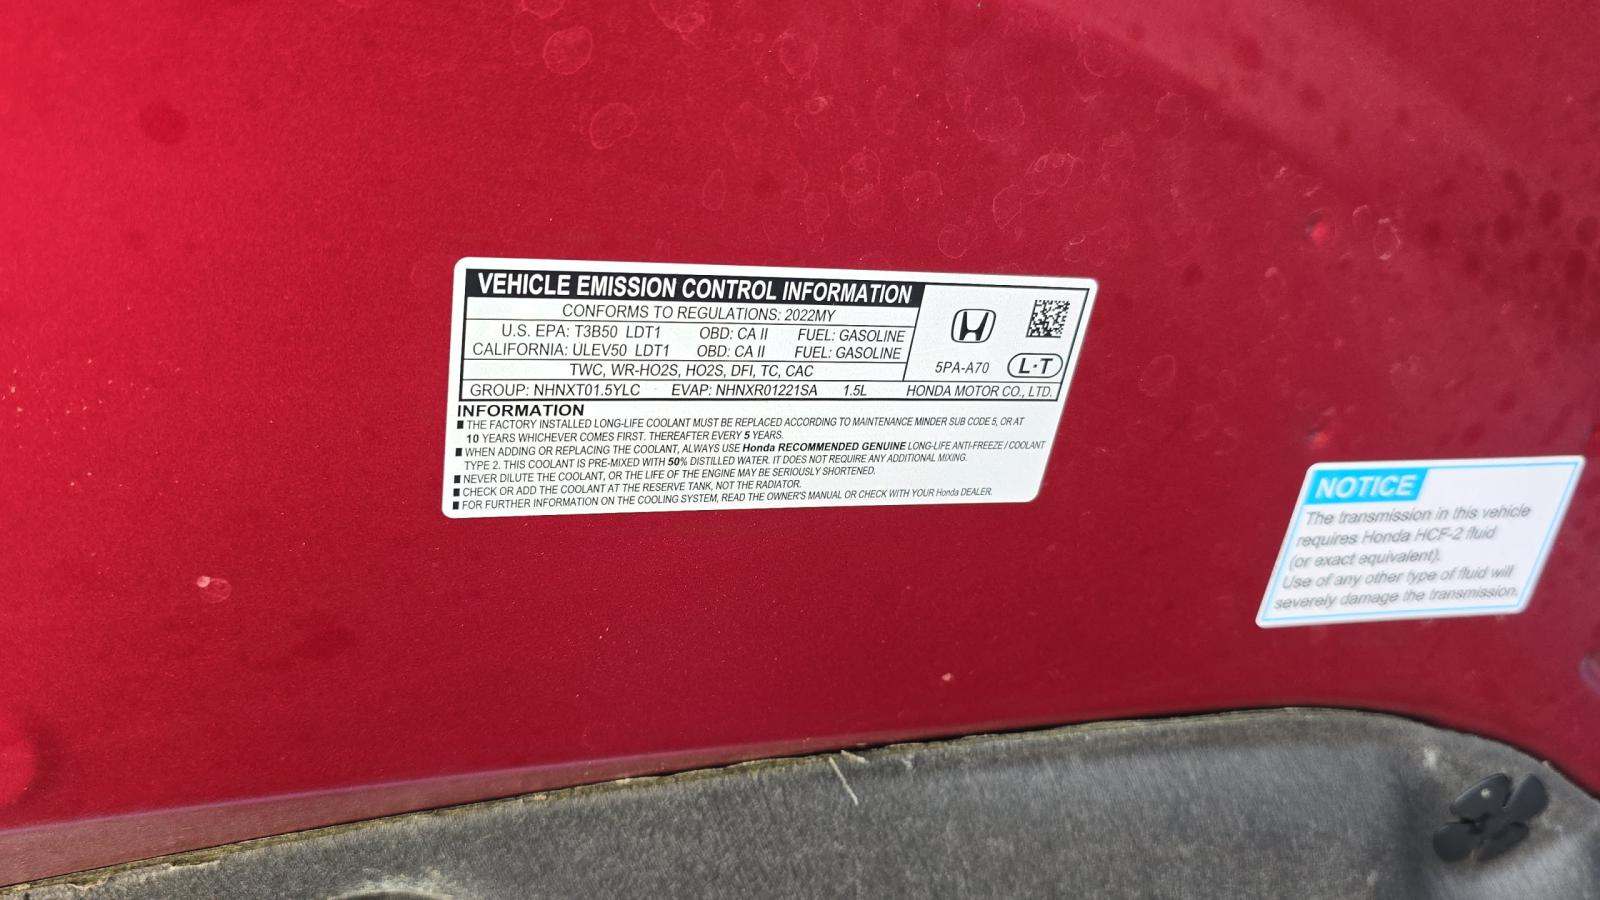 VEHICLE EMISSION CONTROL INFORMATION
CONFORMS TO REGULATIONS: 2022MY
U.S. EPA: T3B50 LDT1 OBD: CA II FUEL: GASOLINE
CALIFORNIA: ULEV50 LDT1 OBD: CA II FUEL: GASOLINE
TWC, WR-HO2S, HO2S, DFI, TC, CAC
5PA-A70 L·T
GROUP: NHNXT01.5YLC EVAP: NHNXR01221SA 1.5L HONDA MOTOR CO., LTD.
INFORMATION
■ THE FACTORY INSTALLED LONG-LIFE COOLANT MUST BE REPLACED ACCORDING TO MAINTENANCE MINDER SUB CODE 5, OR AT
10 YEARS WHICHEVER COMES FIRST. THEREAFTER EVERY 5 YEARS.
■ WHEN ADDING OR REPLACING THE COOLANT, ALWAYS USE Honda RECOMMENDED GENUINE LONG-LIFE ANTI-FREEZE / COOLANT
TYPE 2. THIS COOLANT IS PRE-MIXED WITH 50% DISTILLED WATER. IT DOES NOT REQUIRE ANY ADDITIONAL MIXING.
■ NEVER DILUTE THE COOLANT, OR THE LIFE OF THE ENGINE MAY BE SERIOUSLY SHORTENED.
■ CHECK OR ADD THE COOLANT AT THE RESERVE TANK, NOT THE RADIATOR.
■ FOR FURTHER INFORMATION ON THE COOLING SYSTEM, READ THE OWNER'S MANUAL OR CHECK WITH YOUR Honda DEALER.
NOTICE
The transmission in this vehicle
requires Honda HCF-2 fluid
(or exact equivalent).
Use of any other type of fluid will
severely damage the transmission.